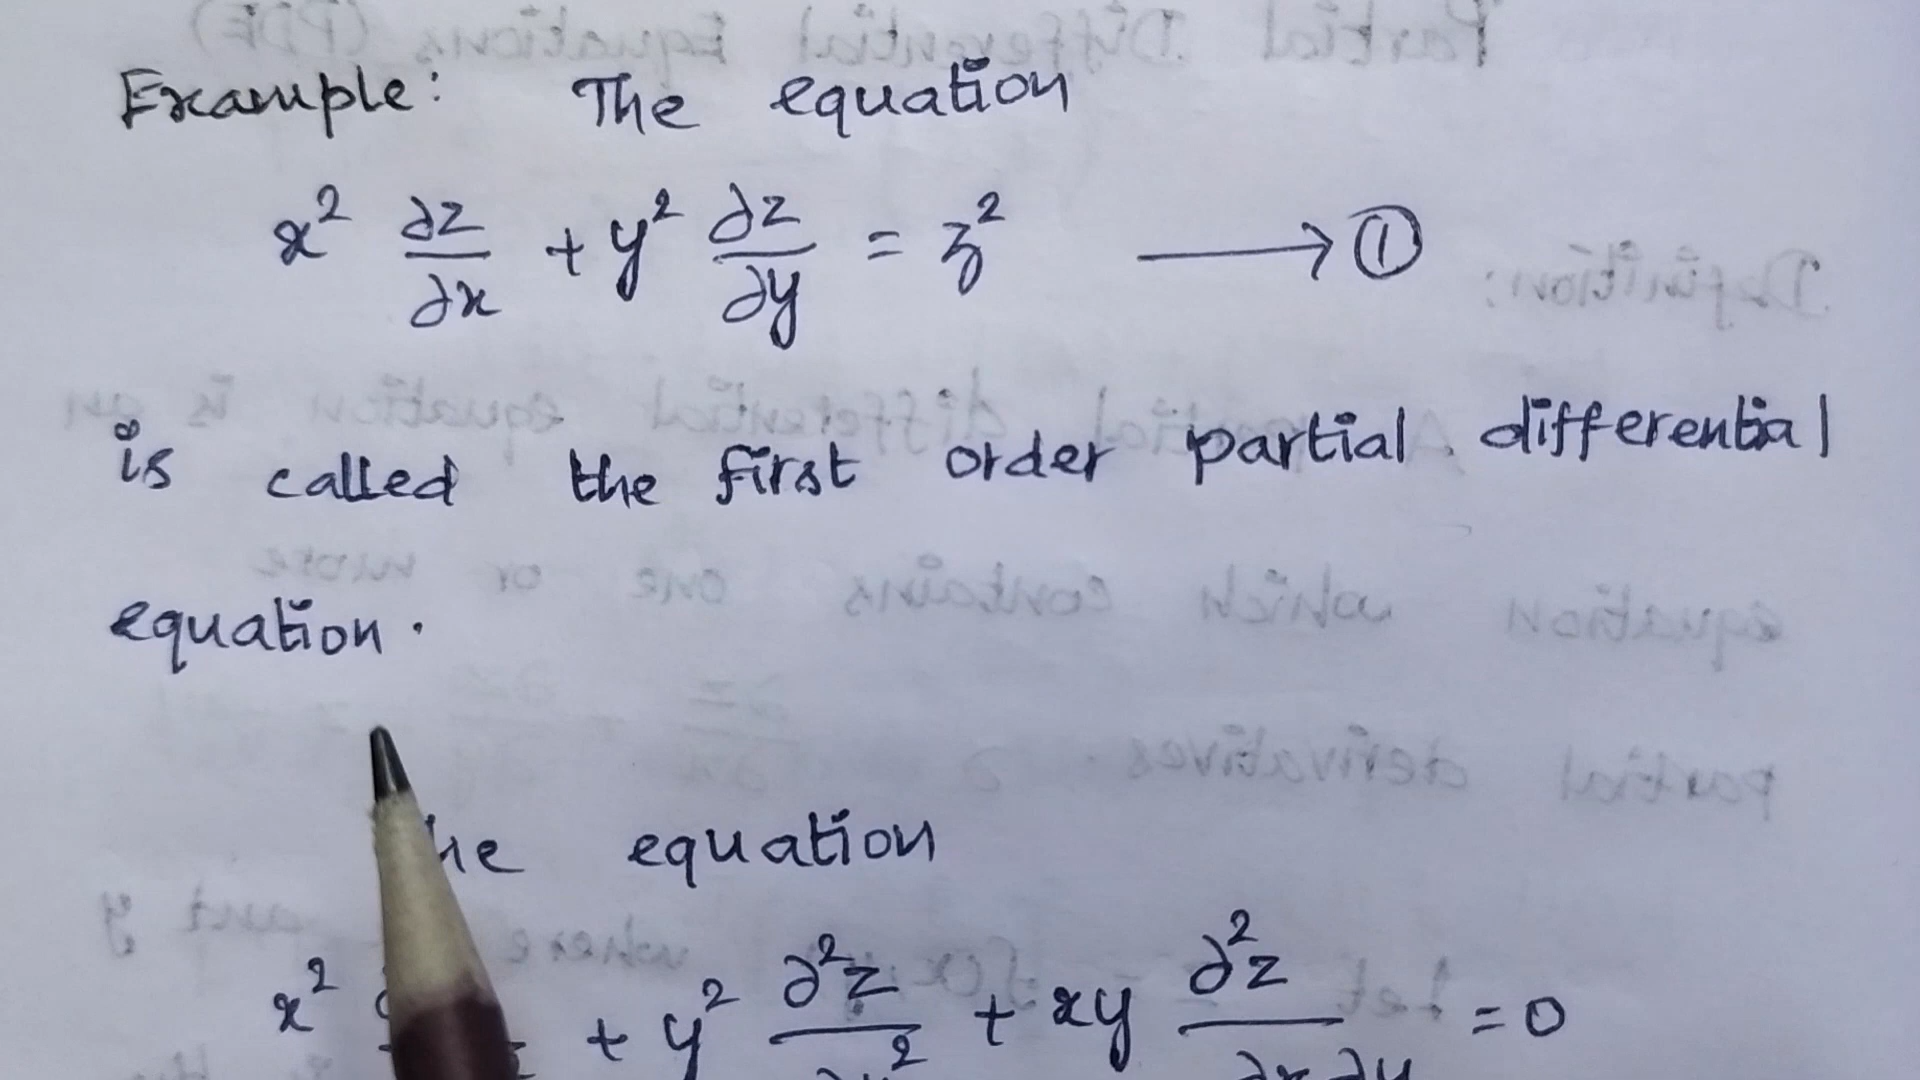 Example: The equation
x² ∂z/∂x + y² ∂z/∂y = z² ⟶ ①
is called the first order partial differential
equation.
equation
x² + y² ∂²z/∂y² + xy ∂²z/∂x∂y = 0